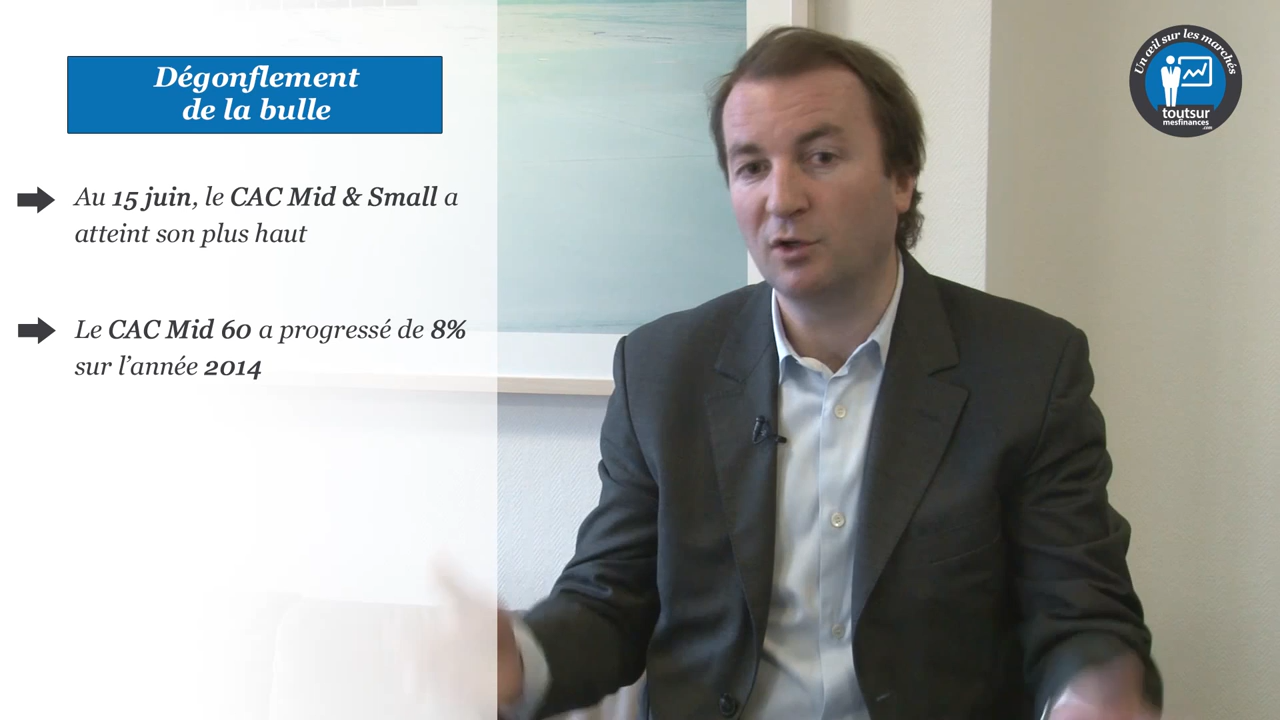 Dégonflement
de la bulle
Au 15 juin, le CAC Mid & Small a
atteint son plus haut
Le CAC Mid 60 a progressé de 8%
sur l’année 2014
Un œil sur les marchés
toutsur
mesfinances
.com